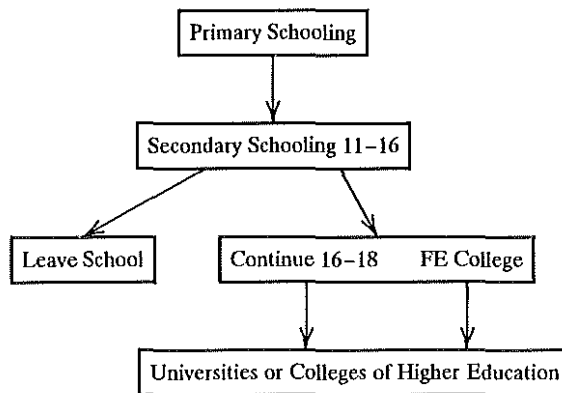 Primary Schooling
Secondary Schooling 11–16
Leave School
Continue 16–18 FE College
Universities or Colleges of Higher Education